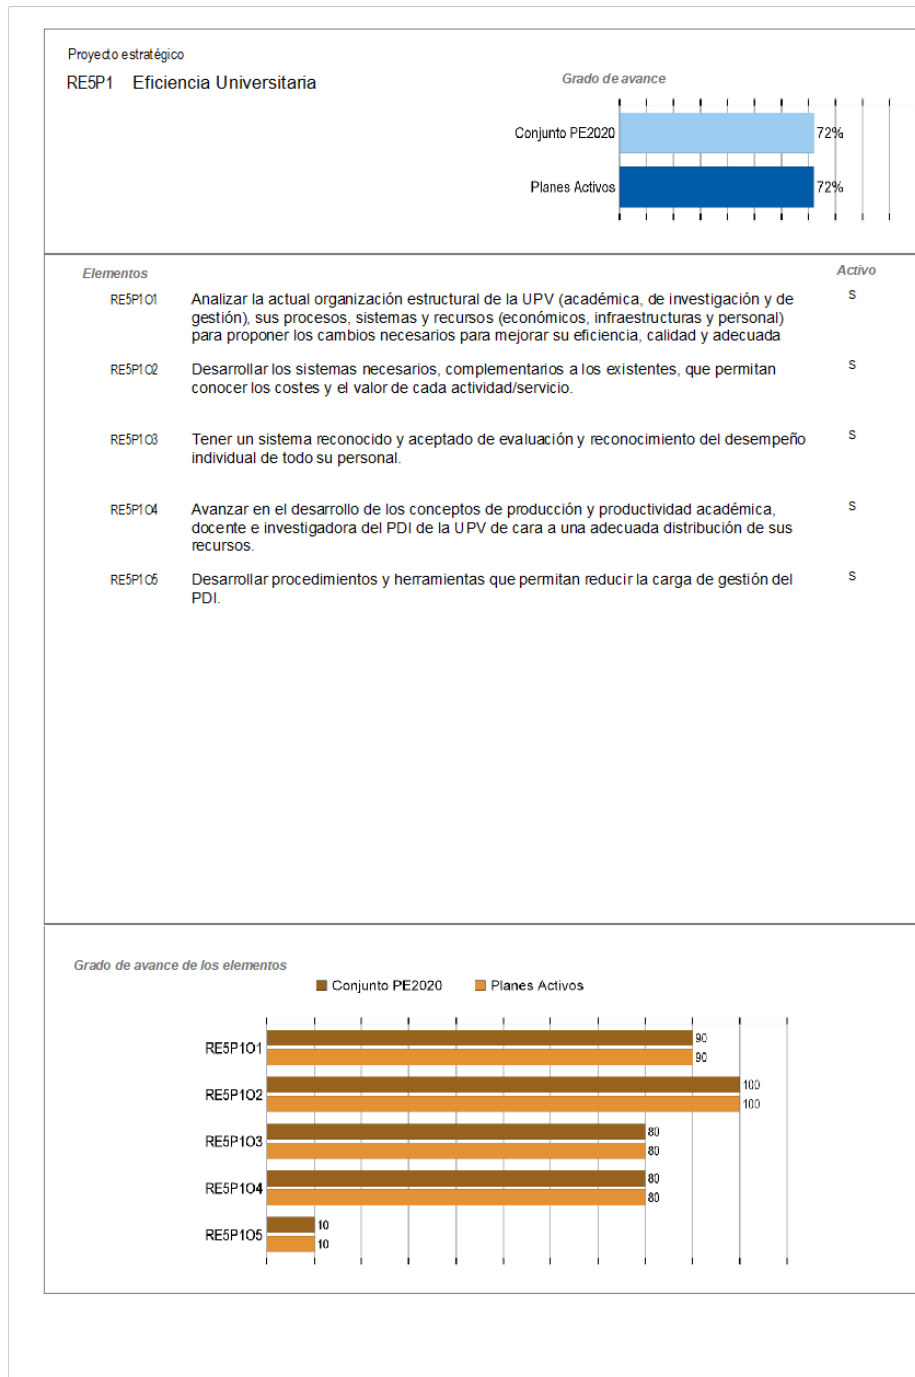 Proyecto estratégico
RE5P1 Eficiencia Universitaria
Grado de avance
Conjunto PE2020 72%
Planes Activos 72%
Elementos Activo
RE5P1O1 Analizar la actual organización estructural de la UPV (académica, de investigación y de S
gestión), sus procesos, sistemas y recursos (económicos, infraestructuras y personal)
para proponer los cambios necesarios para mejorar su eficiencia, calidad y adecuada
RE5P1O2 Desarrollar los sistemas necesarios, complementarios a los existentes, que permitan S
conocer los costes y el valor de cada actividad/servicio.
RE5P1O3 Tener un sistema reconocido y aceptado de evaluación y reconocimiento del desempeño S
individual de todo su personal.
RE5P1O4 Avanzar en el desarrollo de los conceptos de producción y productividad académica, S
docente e investigadora del PDI de la UPV de cara a una adecuada distribución de sus
recursos.
RE5P1O5 Desarrollar procedimientos y herramientas que permitan reducir la carga de gestión del S
PDI.
Grado de avance de los elementos
Conjunto PE2020 Planes Activos
RE5P1O1 90
90
RE5P1O2 100
100
RE5P1O3 80
80
RE5P1O4 80
80
RE5P1O5 10
10